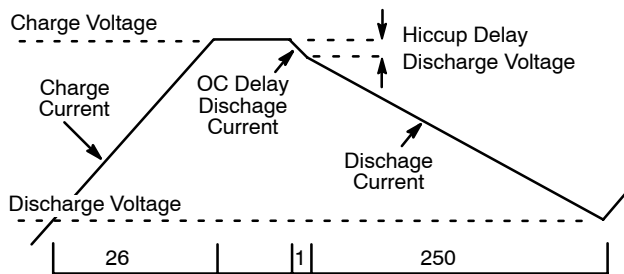 Charge Voltage
Hiccup Delay
Discharge Voltage
Charge
Current
OC Delay
Dischage
Current
Dischage
Current
Discharge Voltage
26
1
250